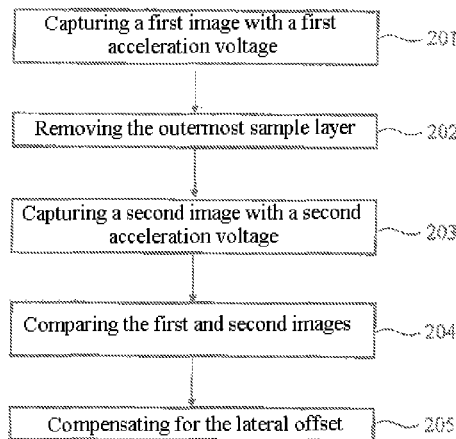 Capturing a first image with a first
acceleration voltage
201
Removing the outermost sample layer
202
Capturing a second image with a second
acceleration voltage
203
Comparing the first and second images
204
Compensating for the lateral offset
205